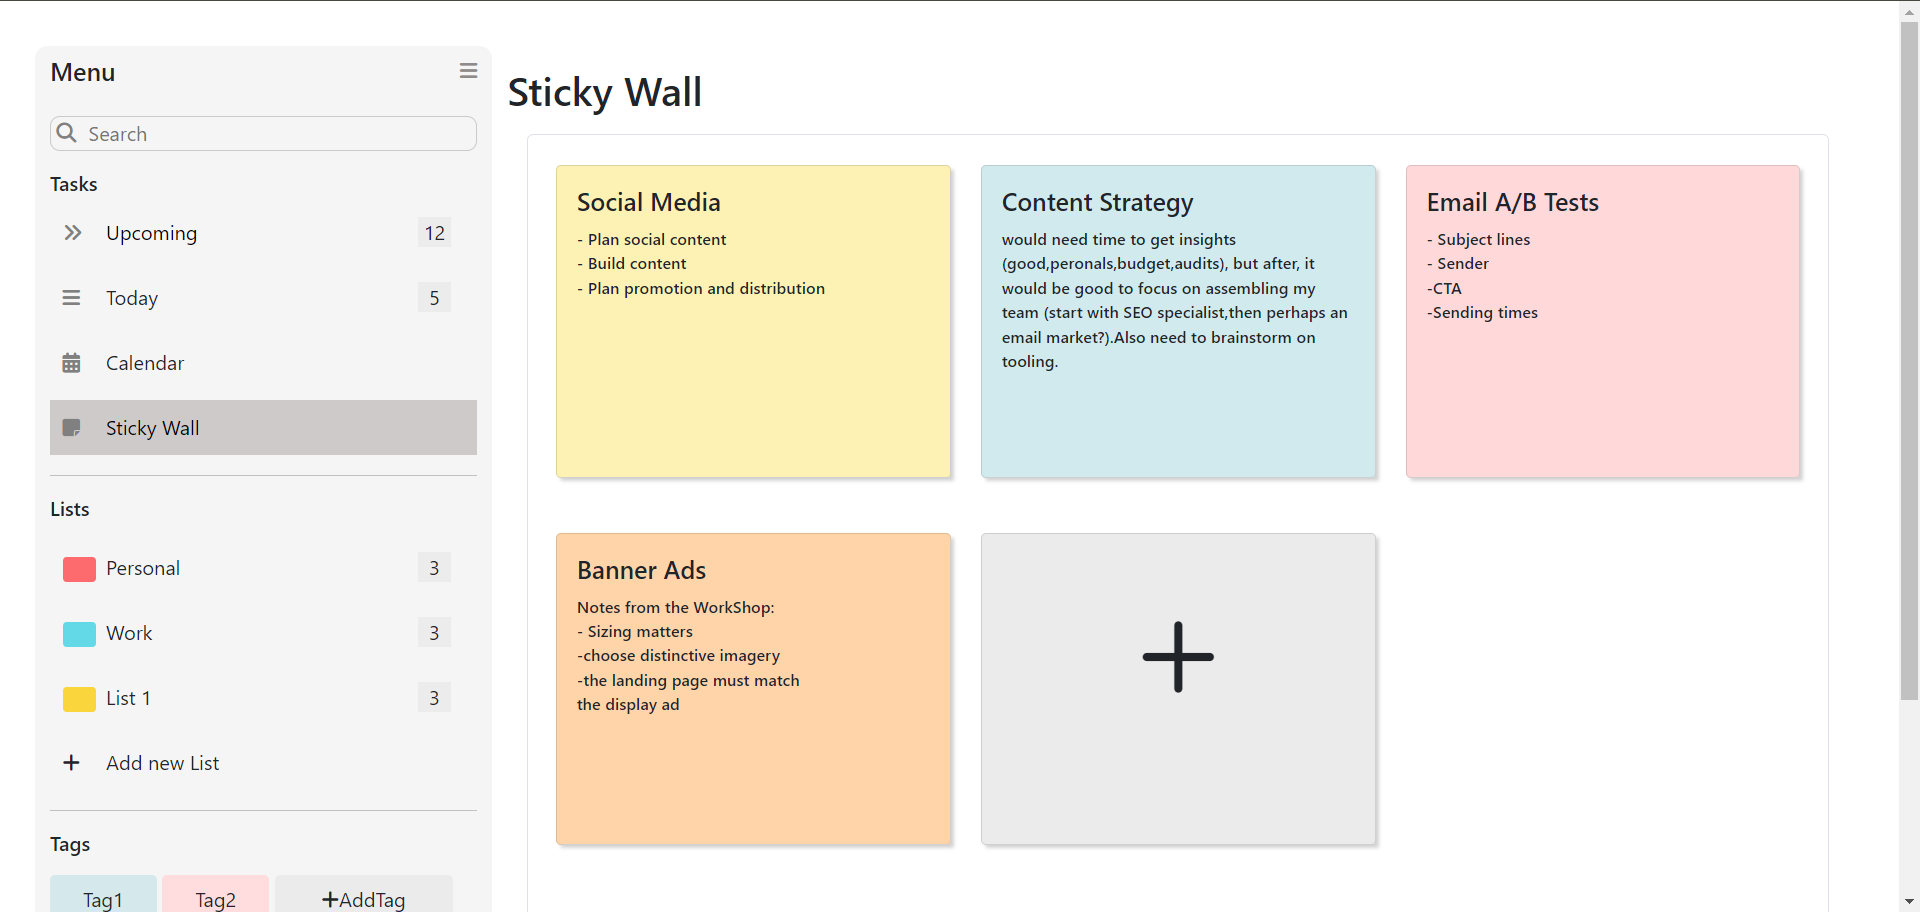 Menu
Search
Tasks
Upcoming 12
Today 5
Calendar
Sticky Wall
Lists
Personal 3
Work 3
List 1 3
Add new List
Tags
Tag1 Tag2 +AddTag
Sticky Wall
Social Media
- Plan social content
- Build content
- Plan promotion and distribution
Content Strategy
would need time to get insights
(good,peronals,budget,audits), but after, it
would be good to focus on assembling my
team (start with SEO specialist,then perhaps an
email market?).Also need to brainstorm on
tooling.
Email A/B Tests
- Subject lines
- Sender
-CTA
-Sending times
Banner Ads
Notes from the WorkShop:
- Sizing matters
-choose distinctive imagery
-the landing page must match
the display ad